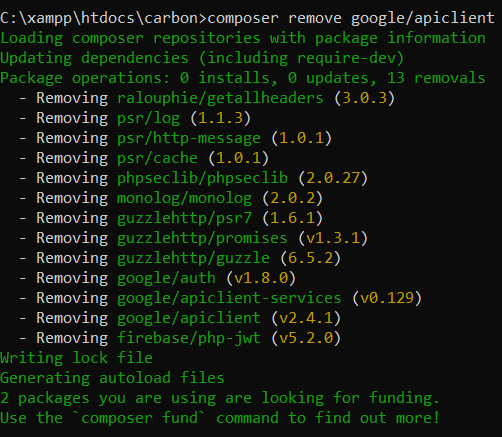 C:\xampp\htdocs\carbon>composer remove google/apiclient
Loading composer repositories with package information
Updating dependencies (including require-dev)
Package operations: 0 installs, 0 updates, 13 removals
  - Removing ralouphie/getallheaders (3.0.3)
  - Removing psr/log (1.1.3)
  - Removing psr/http-message (1.0.1)
  - Removing psr/cache (1.0.1)
  - Removing phpseclib/phpseclib (2.0.27)
  - Removing monolog/monolog (2.0.2)
  - Removing guzzlehttp/psr7 (1.6.1)
  - Removing guzzlehttp/promises (v1.3.1)
  - Removing guzzlehttp/guzzle (6.5.2)
  - Removing google/auth (v1.8.0)
  - Removing google/apiclient-services (v0.129)
  - Removing google/apiclient (v2.4.1)
  - Removing firebase/php-jwt (v5.2.0)
Writing lock file
Generating autoload files
2 packages you are using are looking for funding.
Use the `composer fund` command to find out more!